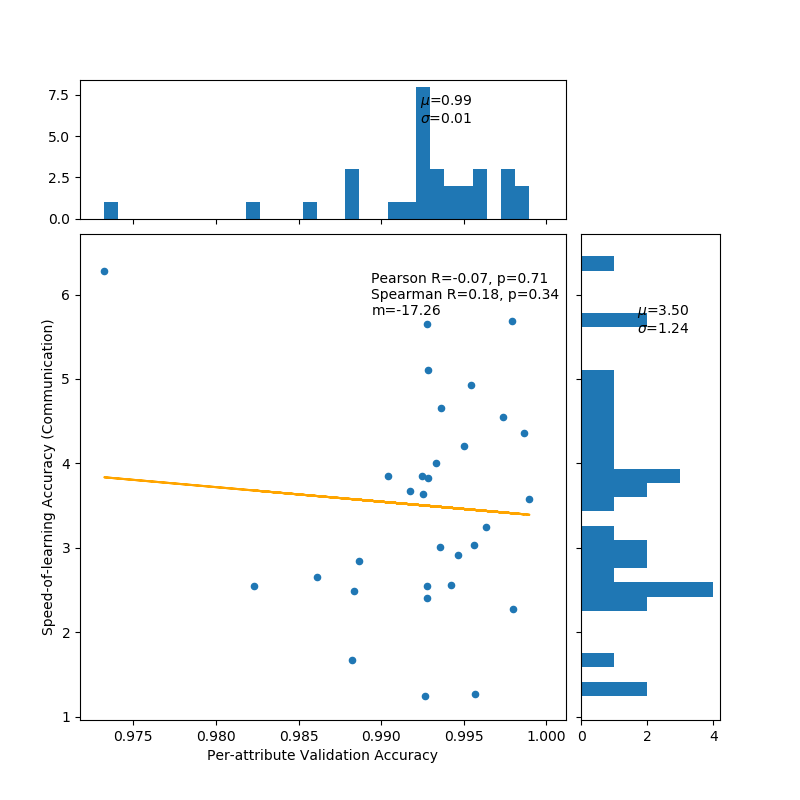 7.5
5.0
2.5
0.0
μ=0.99
σ=0.01
Pearson R=-0.07, p=0.71
Spearman R=0.18, p=0.34
m=-17.26
μ=3.50
σ=1.24
6
5
4
3
2
1
Speed-of-learning Accuracy (Communication)
0.975 0.980 0.985 0.990 0.995 1.000
Per-attribute Validation Accuracy
0 2 4